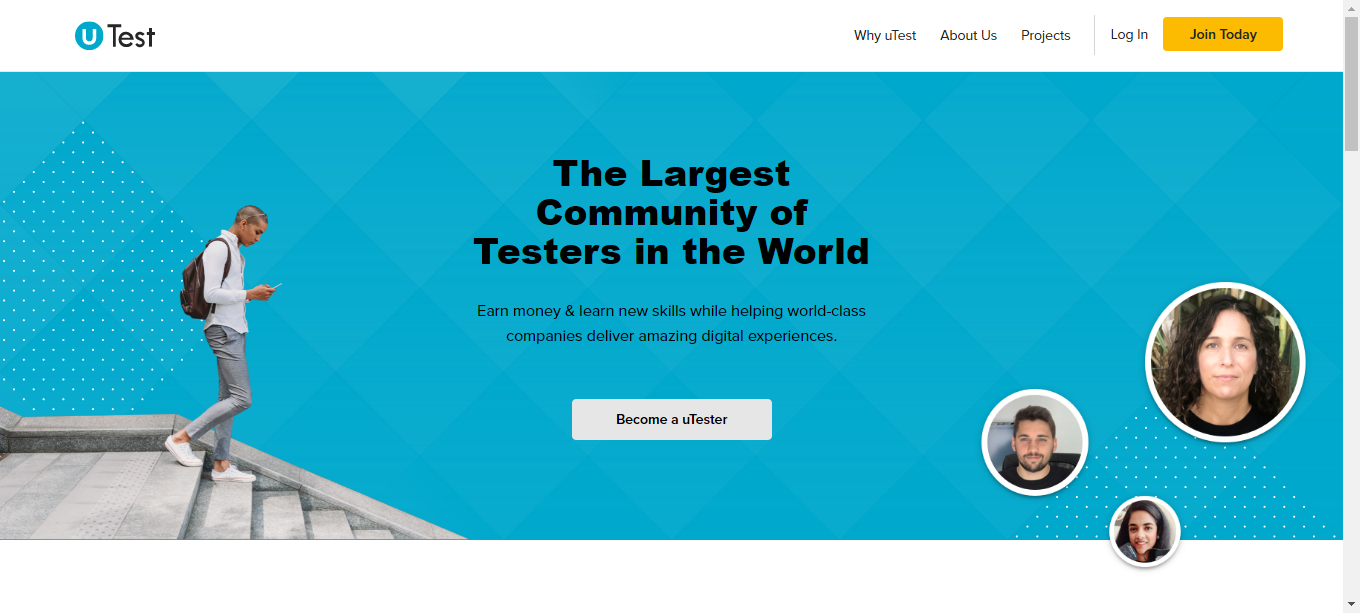 uTest
Why uTest
About Us
Projects
Log In
Join Today
The Largest
Community of
Testers in the World
Earn money & learn new skills while helping world-class
companies deliver amazing digital experiences.
Become a uTester